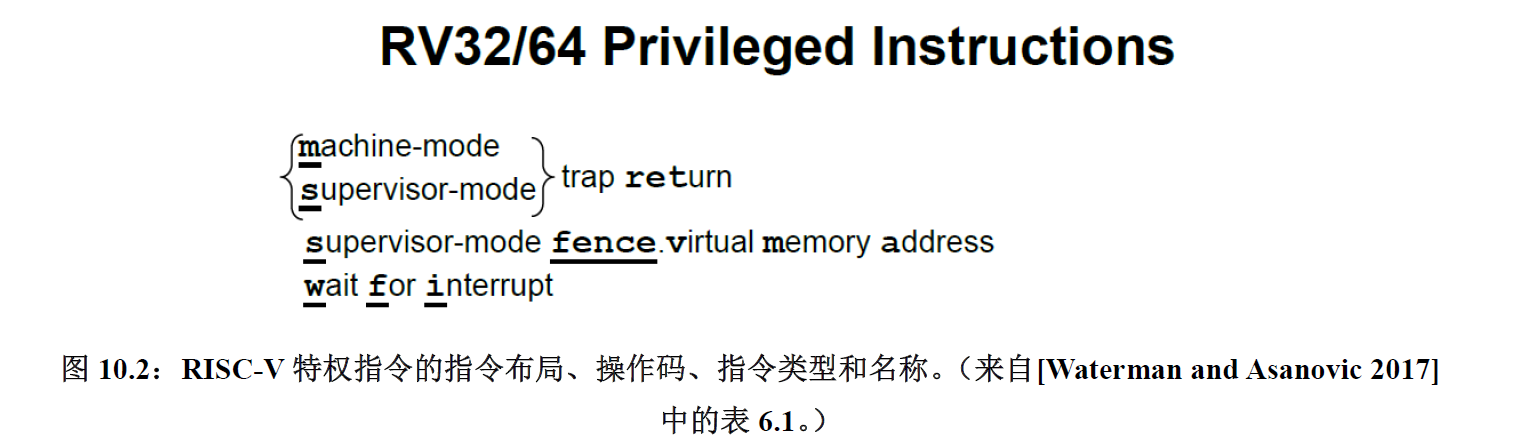 RV32/64 Privileged Instructions
machine-mode
supervisor-mode
trap return
supervisor-mode fence.virtual memory address
wait for interrupt
图 10.2：RISC-V 特权指令的指令布局、操作码、指令类型和名称。（来自[Waterman and Asanovic 2017]
中的表 6.1。）